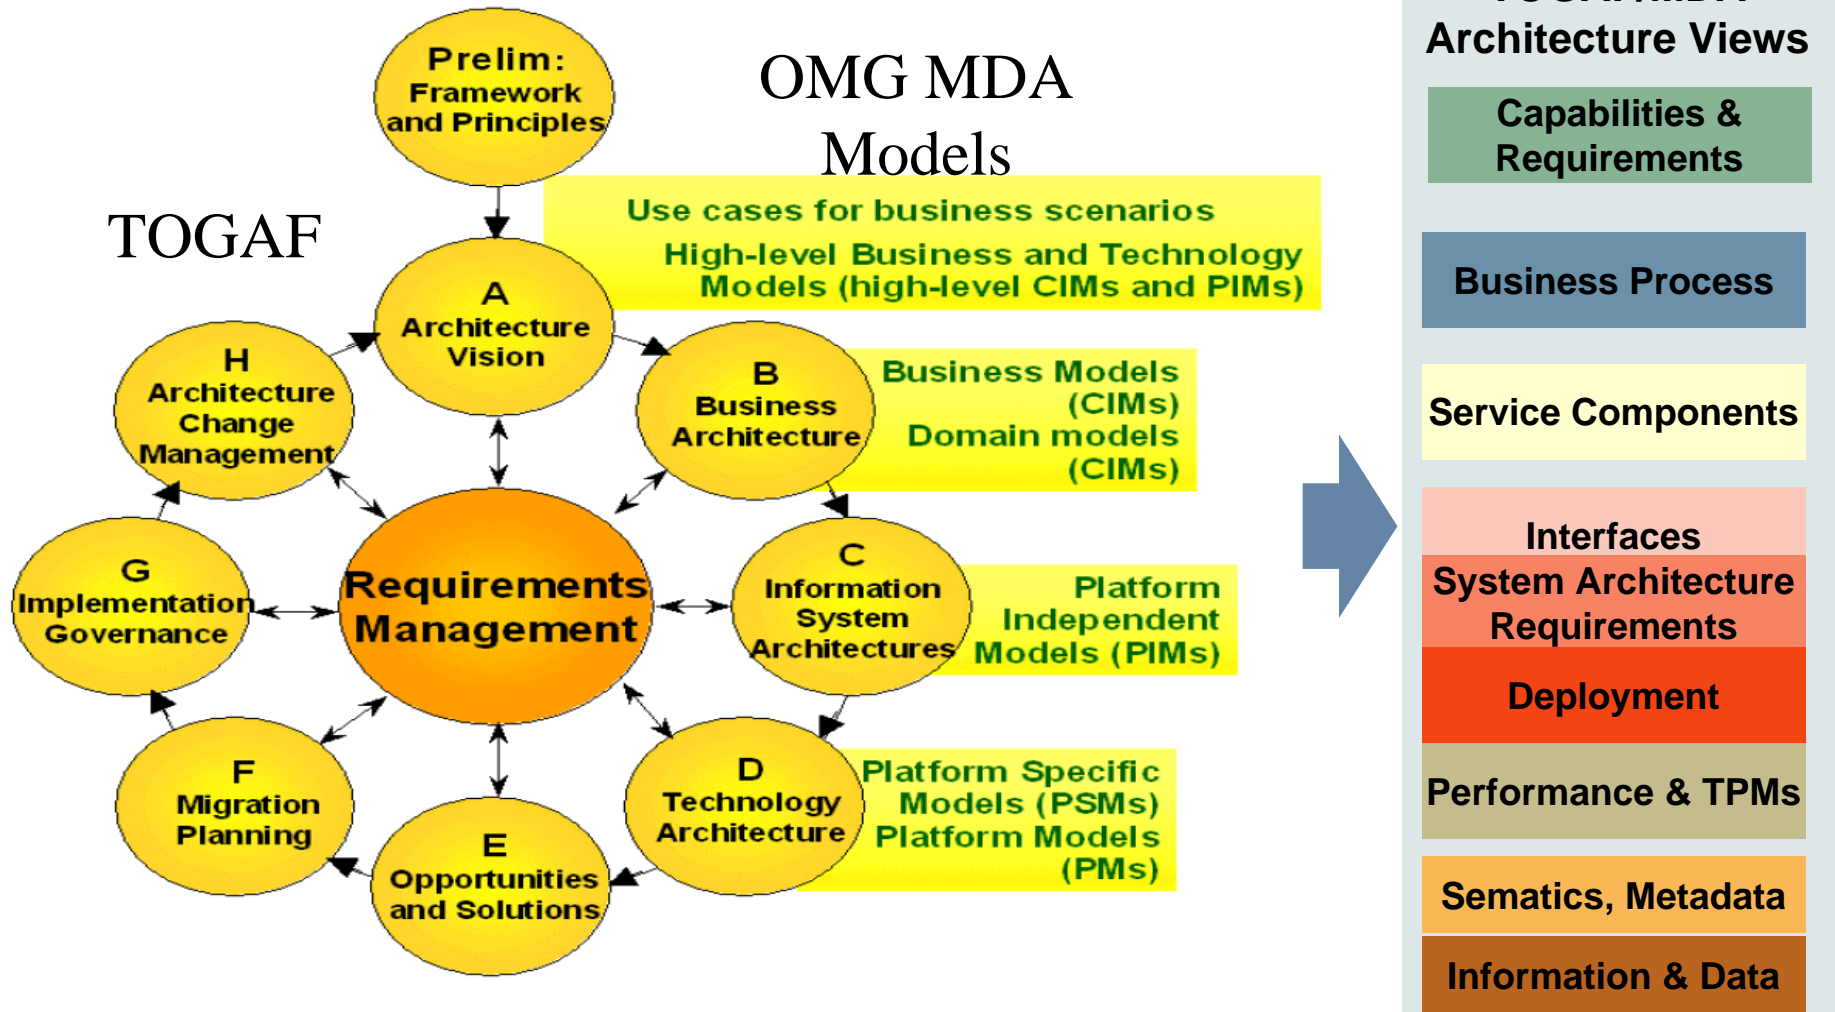 Prelim:
Framework
and Principles
OMG MDA
Models
TOGAF
Use cases for business scenarios
High-level Business and Technology
Models (high-level CIMs and PIMs)
A
Architecture
Vision
H
Architecture
Change
Management
B
Business
Architecture
Business Models
(CIMs)
Domain models
(CIMs)
G
Implementation
Governance
Requirements
Management
C
Information
System
Architectures
Platform
Independent
Models (PIMs)
F
Migration
Planning
E
Opportunities
and Solutions
D
Technology
Architecture
Platform Specific
Models (PSMs)
Platform Models
(PMs)
Architecture Views
Capabilities &
Requirements
Business Process
Service Components
Interfaces
System Architecture
Requirements
Deployment
Performance & TPMs
Sematics, Metadata
Information & Data